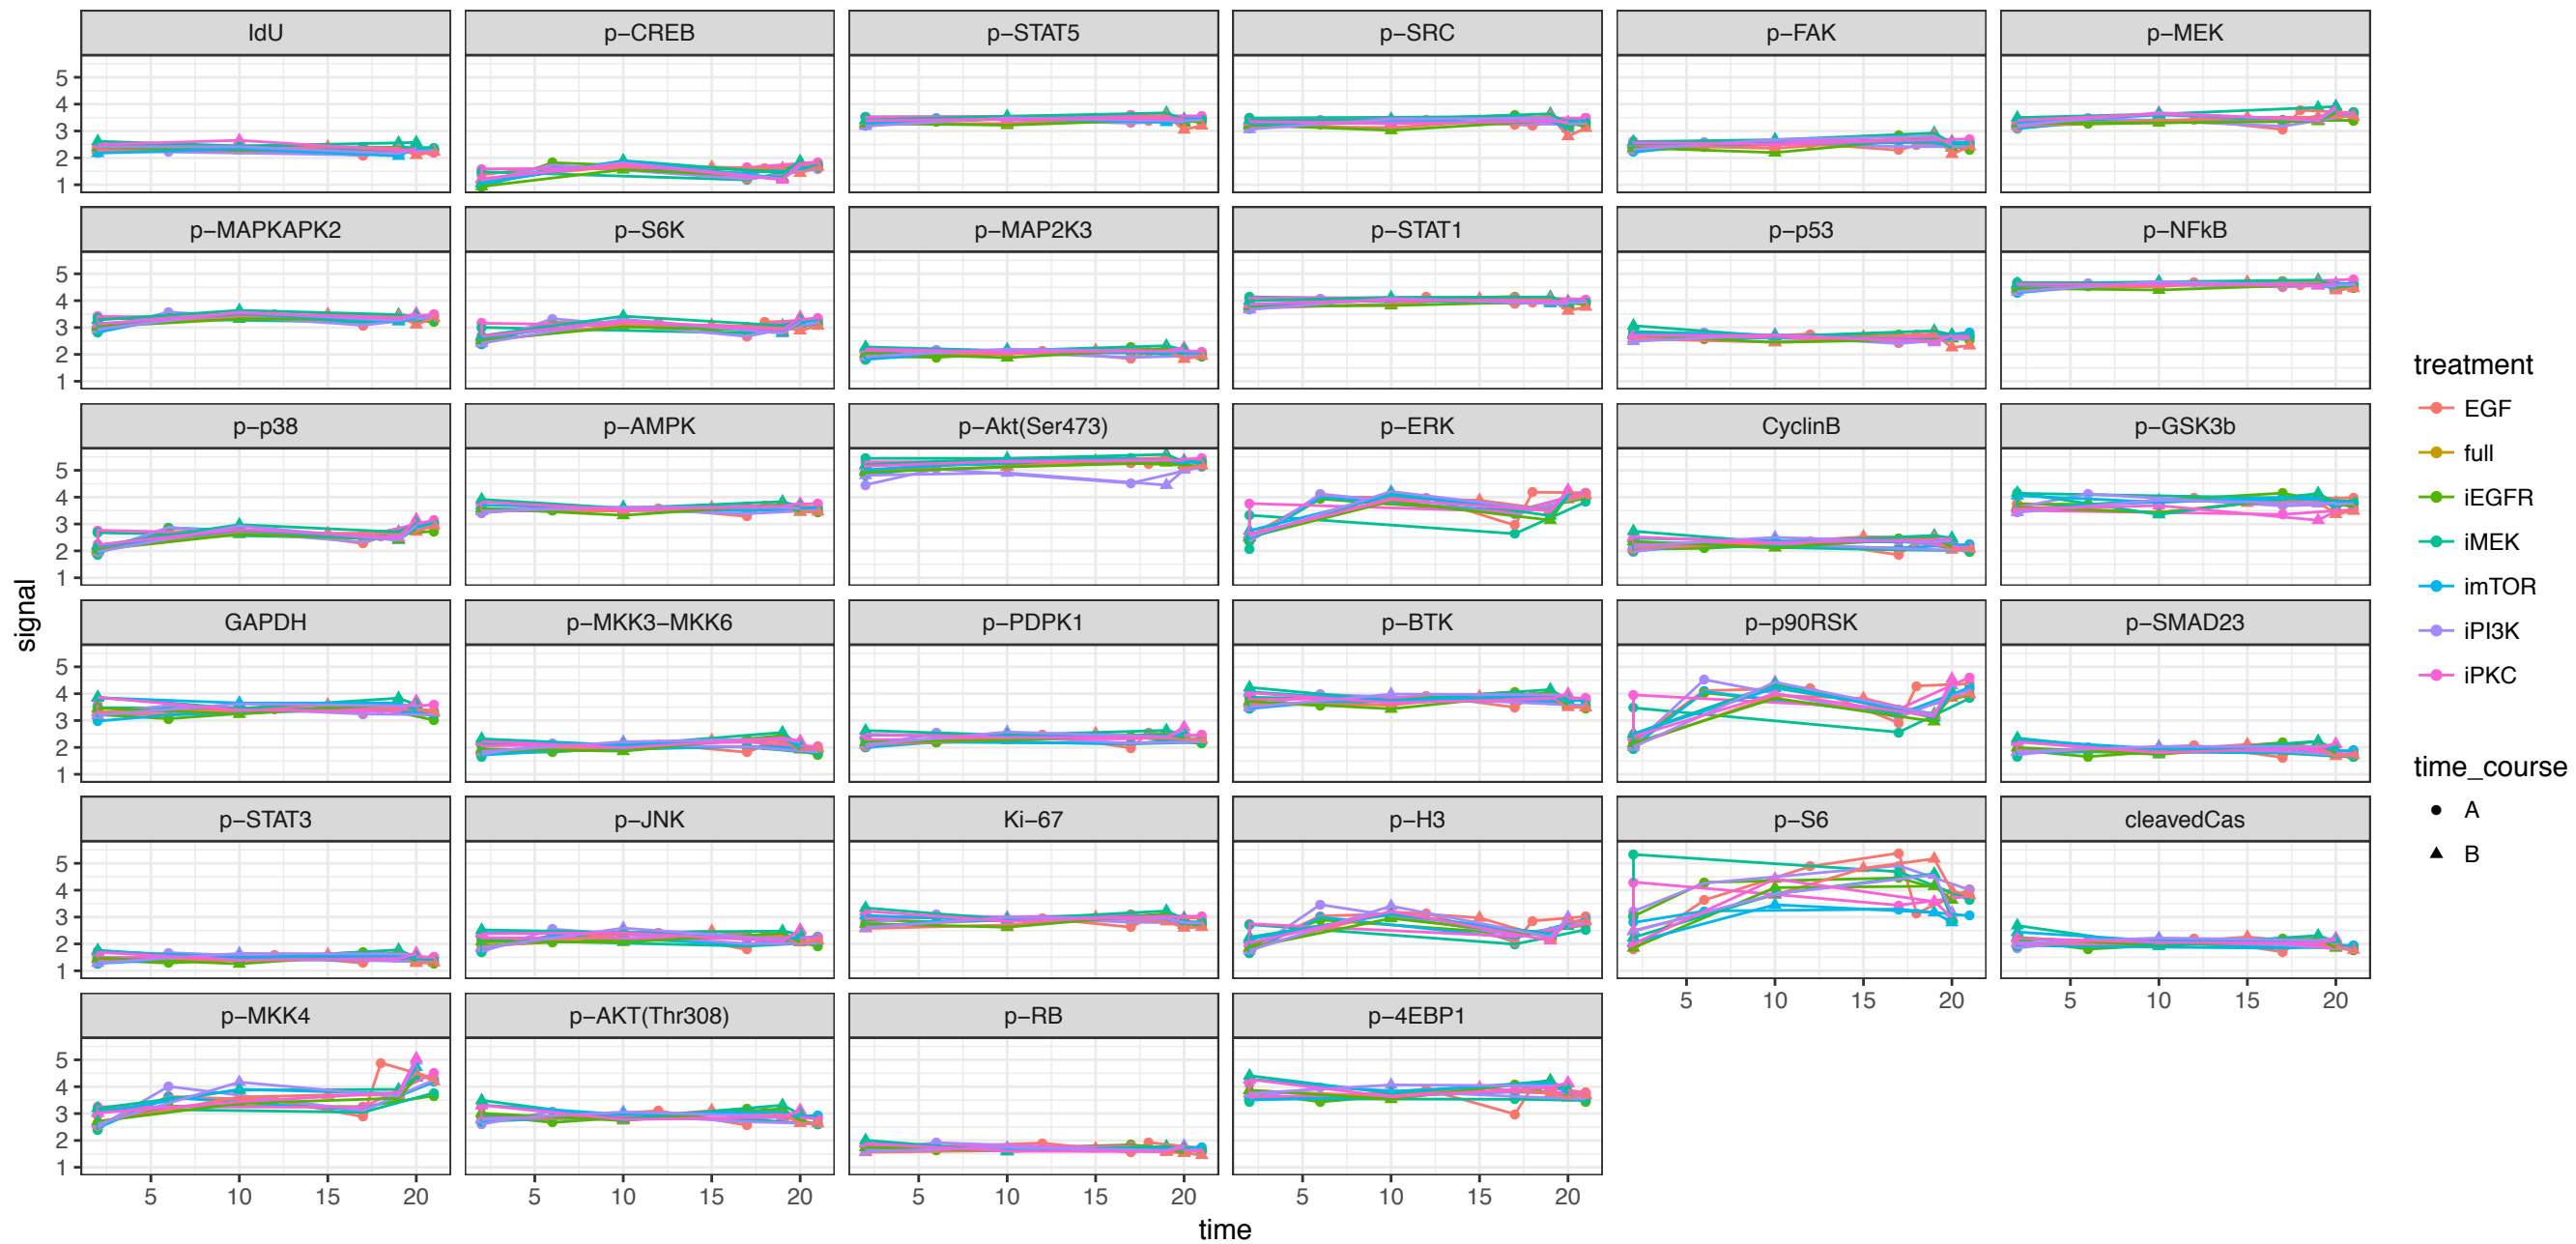 IdU p−CREB p−STAT5 p−SRC p−FAK p−MEK
5
4
3
2
1
p−MAPKAPK2 p−S6K p−MAP2K3 p−STAT1 p−p53 p−NFkB
5
4
3
2
1
p−p38 p−AMPK p−Akt(Ser473) p−ERK CyclinB p−GSK3b
5
4
3
2
1
GAPDH p−MKK3−MKK6 p−PDPK1 p−BTK p−p90RSK p−SMAD23
5
4
3
2
1
p−STAT3 p−JNK Ki−67 p−H3 p−S6 cleavedCas
5
4
3
2
1
5 10 15 20 5 10 15 20
p−MKK4 p−AKT(Thr308) p−RB p−4EBP1
5
4
3
2
1
5 10 15 20 5 10 15 20 5 10 15 20 5 10 15 20
time
signal
treatment
EGF
full
iEGFR
iMEK
imTOR
iPI3K
iPKC
time_course
A
B